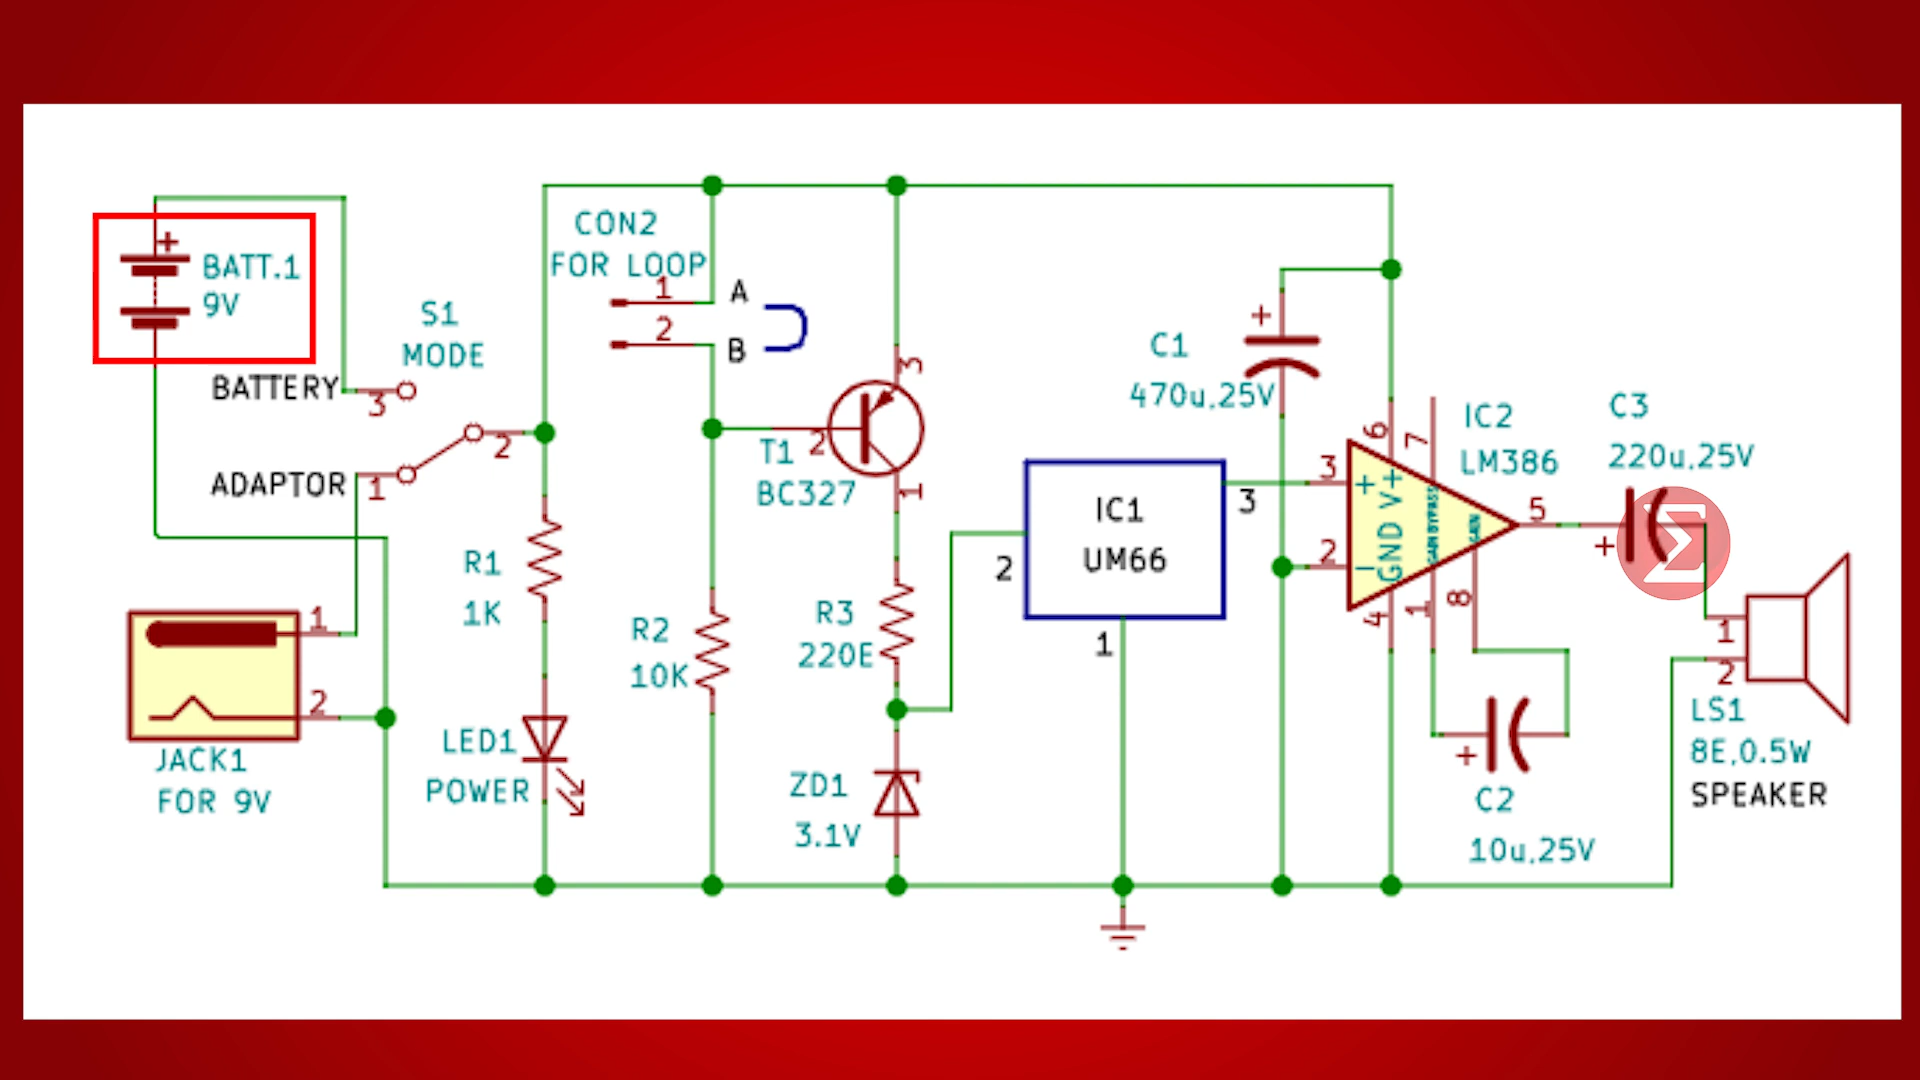 +
BATT.1
9V
S1
MODE
BATTERY
3
2
ADAPTOR
1
CON2
FOR LOOP
1
A
2
B
T1
BC327
2
3
1
R1
1K
R2
10K
R3
220E
LED1
POWER
ZD1
3.1V
JACK1
FOR 9V
1
2
IC1
UM66
2
3
1
+
C1
470u,25V
IC2
LM386
6
7
3
2
5
4
1
8
+
−
GND V+
GAIN
BYPASS
GAIN
C3
220u,25V
+
Σ
+
C2
10u,25V
1
2
LS1
8E,0.5W
SPEAKER